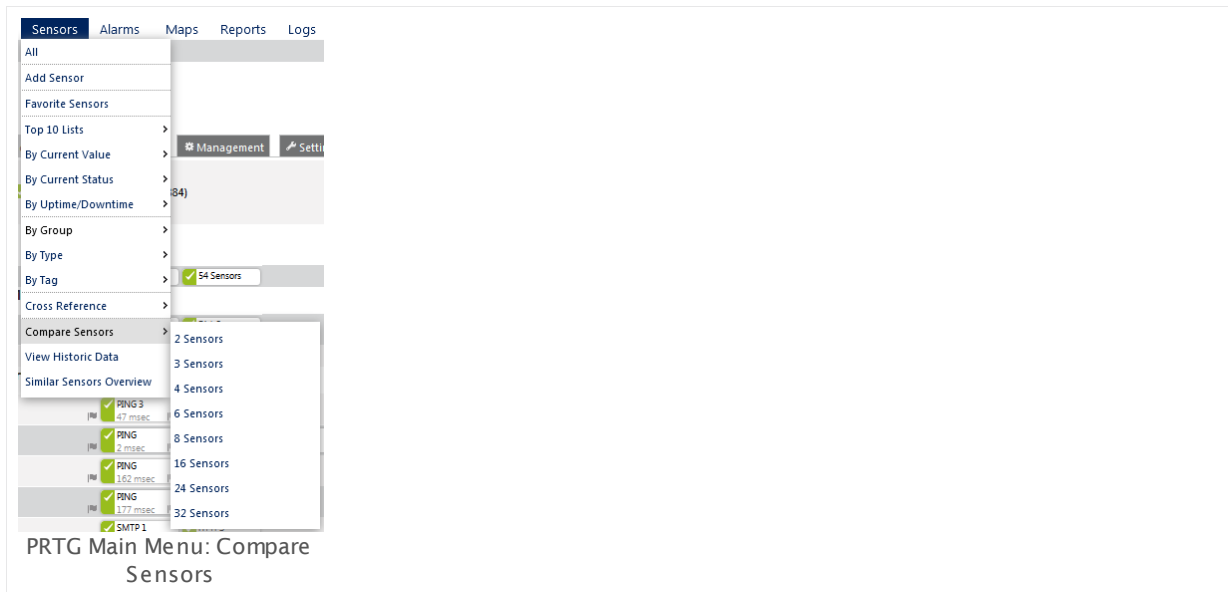 Sensors Alarms Maps Reports Logs
All
Add Sensor
Favorite Sensors
Top 10 Lists
Management
By Current Value
By Current Status
84)
By Uptime/Downtime
By Group
By Type
54 Sensors
By Tag
Cross Reference
Compare Sensors
2 Sensors
View Historic Data
3 Sensors
Similar Sensors Overview
4 Sensors
PING 3
47 msec
6 Sensors
PING
2 msec
8 Sensors
PING
162 msec
16 Sensors
PING
177 msec
24 Sensors
32 Sensors
SMTP 1
PRTG Main Menu: Compare
Sensors